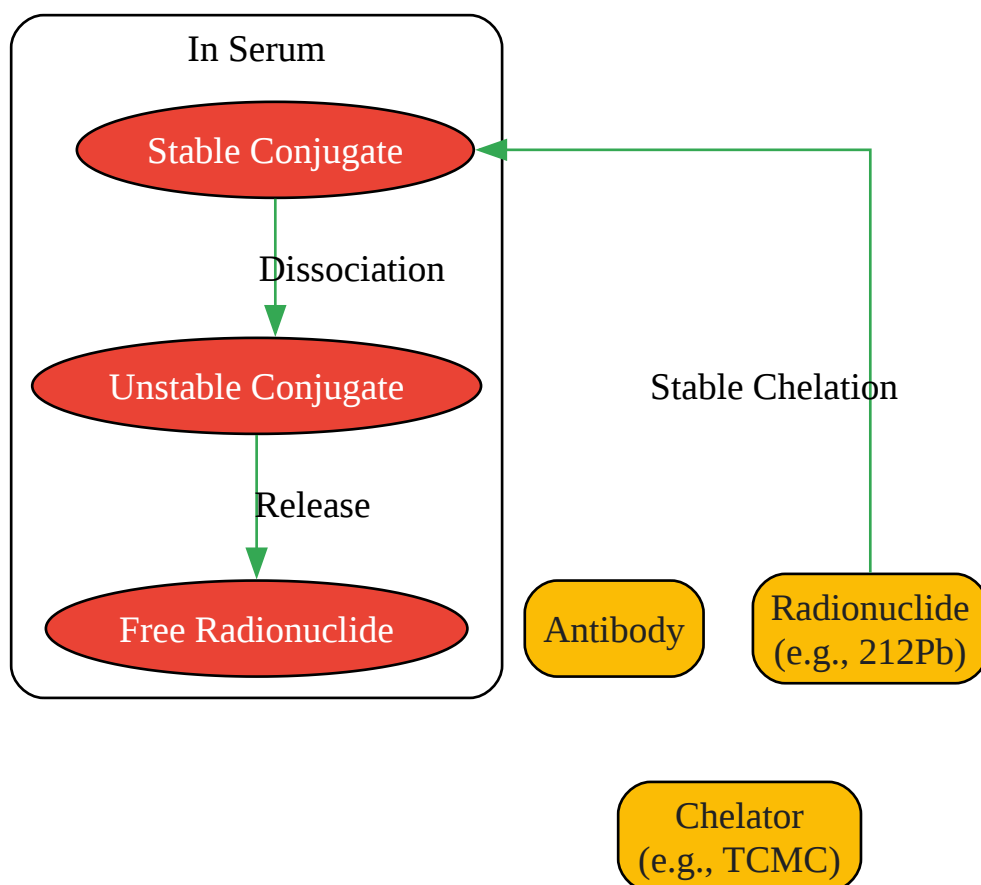 In Serum
Stable Conjugate
Dissociation
Unstable Conjugate
Stable Chelation
Release
Free Radionuclide
Antibody
Radionuclide
(e.g., 212Pb)
Chelator
(e.g., TCMC)